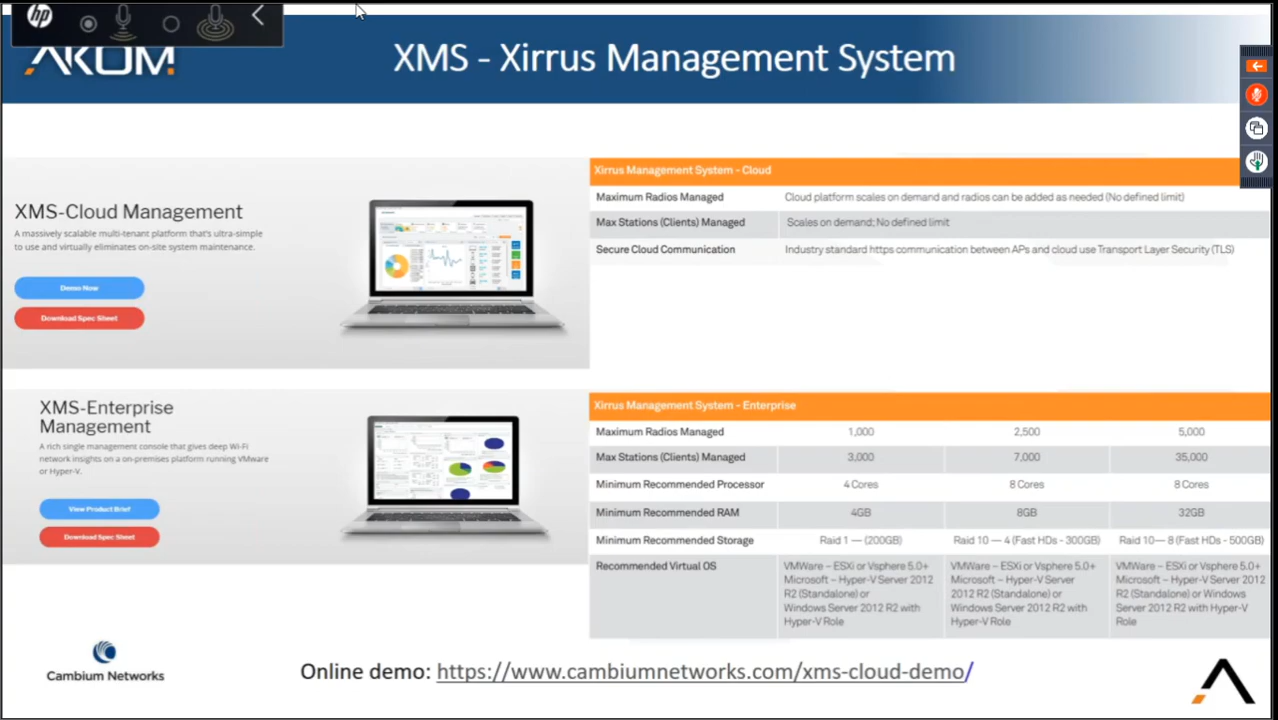 hp
AKOM
XMS - Xirrus Management System
XMS-Cloud Management
A massively scalable multi-tenant platform that's ultra-simple
to use and virtually eliminates on-site system maintenance.
Demo Now
Download Spec Sheet
Xirrus Management System - Cloud
Maximum Radios Managed Cloud platform scales on demand and radios can be added as needed (No defined limit)
Max Stations (Clients) Managed Scales on demand; No defined limit
Secure Cloud Communication Industry standard https communication between APs and cloud use Transport Layer Security (TLS)
XMS-Enterprise
Management
A rich single management console that gives deep Wi-Fi
network insights on a on-premises platform running VMware
or Hyper-V.
View Product Brief
Download Spec Sheet
Xirrus Management System - Enterprise
Maximum Radios Managed 1,000 2,500 5,000
Max Stations (Clients) Managed 3,000 7,000 35,000
Minimum Recommended Processor 4 Cores 8 Cores 8 Cores
Minimum Recommended RAM 4GB 8GB 32GB
Minimum Recommended Storage Raid 1 — (200GB) Raid 10 — 4 (Fast HDs - 300GB) Raid 10— 8 (Fast HDs - 500GB)
Recommended Virtual OS VMWare – ESXi or Vsphere 5.0+ VMWare – ESXi or Vsphere 5.0+ VMWare – ESXi or Vsphere 5.0+
Microsoft – Hyper-V Server 2012 Microsoft – Hyper-V Server Microsoft – Hyper-V Server 2012
R2 (Standalone) or 2012 R2 (Standalone) or R2 (Standalone) or Windows
Windows Server 2012 R2 with Windows Server 2012 R2 with Server 2012 R2 with Hyper-V
Hyper-V Role Hyper-V Role Role
Cambium Networks
Online demo: https://www.cambiumnetworks.com/xms-cloud-demo/